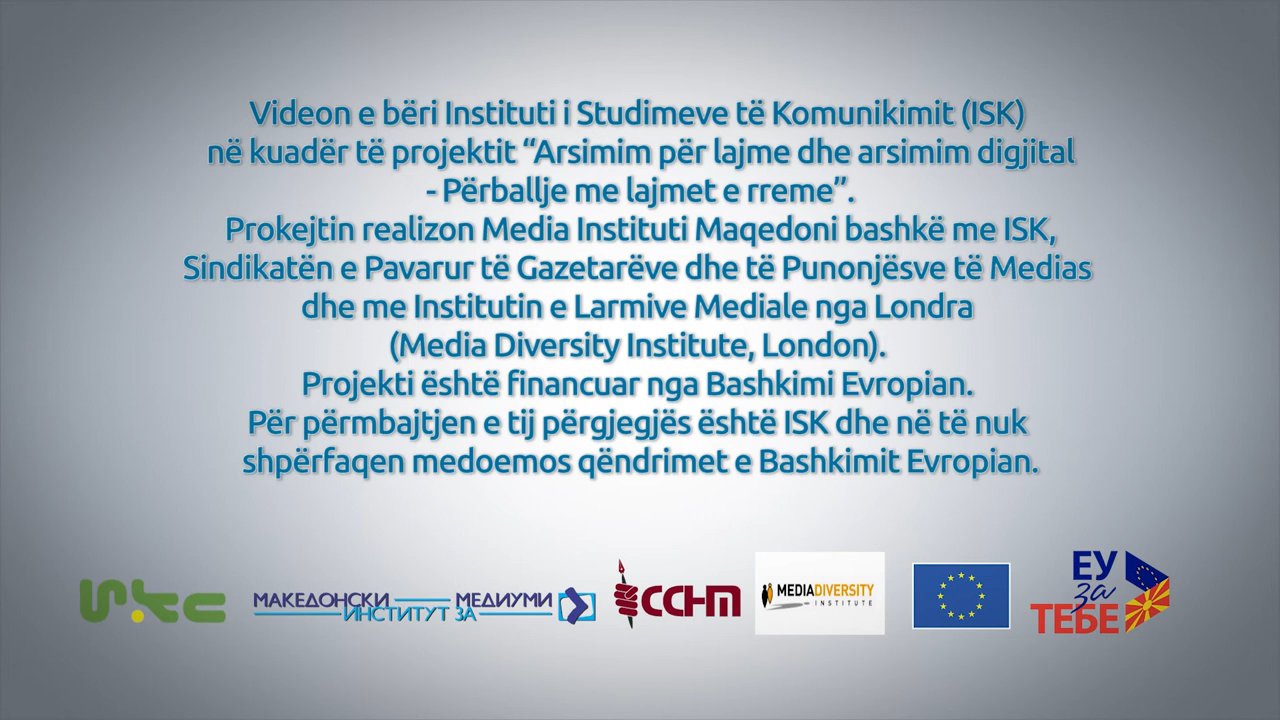 Videon e bëri Instituti i Studimeve të Komunikimit (ISK)
në kuadër të projektit “Arsimim për lajme dhe arsimim digjital
- Përballje me lajmet e rreme”.
Prokejtin realizon Media Instituti Maqedoni bashkë me ISK,
Sindikatën e Pavarur të Gazetarëve dhe të Punonjësve të Medias
dhe me Institutin e Larmive Mediale nga Londra
(Media Diversity Institute, London).
Projekti është financuar nga Bashkimi Evropian.
Për përmbajtjen e tij përgjegjës është ISK dhe në të nuk
shpërfaqen medoemos qëndrimet e Bashkimit Evropian.
МАКЕДОНСКИ МЕДИУМИ
ИНСТИТУТ ЗА
ССНМ
MEDIADIVERSITY
INSTITUTE
ЕУ
за
ТЕБЕ